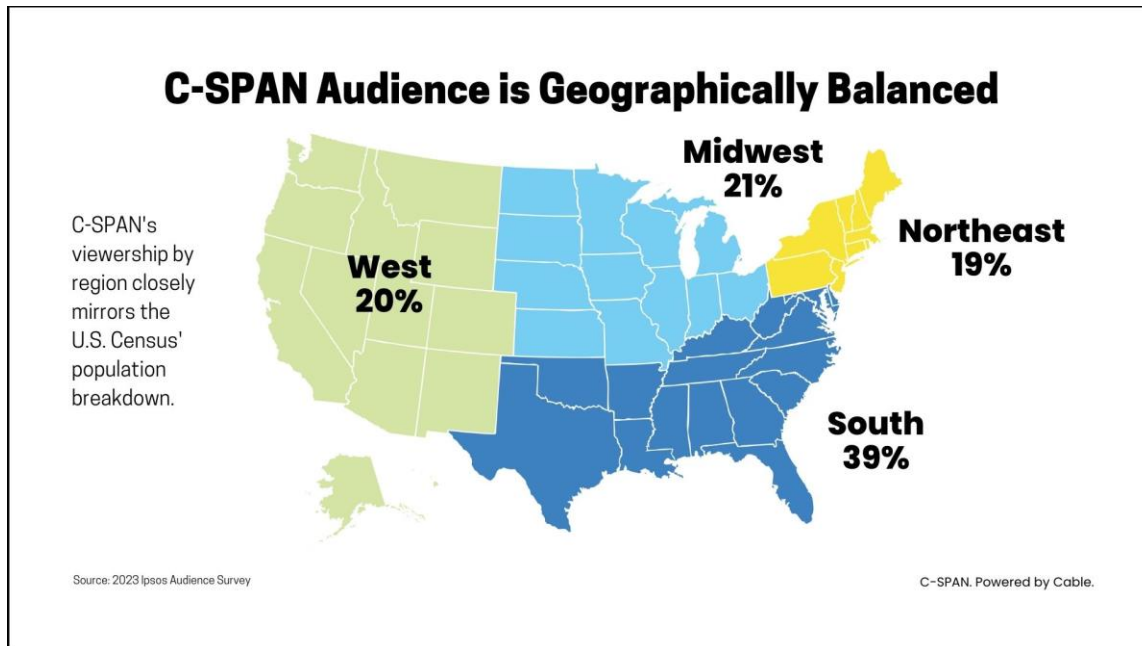 C-SPAN Audience is Geographically Balanced
C-SPAN's
viewership by
region closely
mirrors the
U.S. Census'
population
breakdown.
West
20%
Midwest
21%
Northeast
19%
South
39%
Source: 2023 Ipsos Audience Survey
C-SPAN. Powered by Cable.